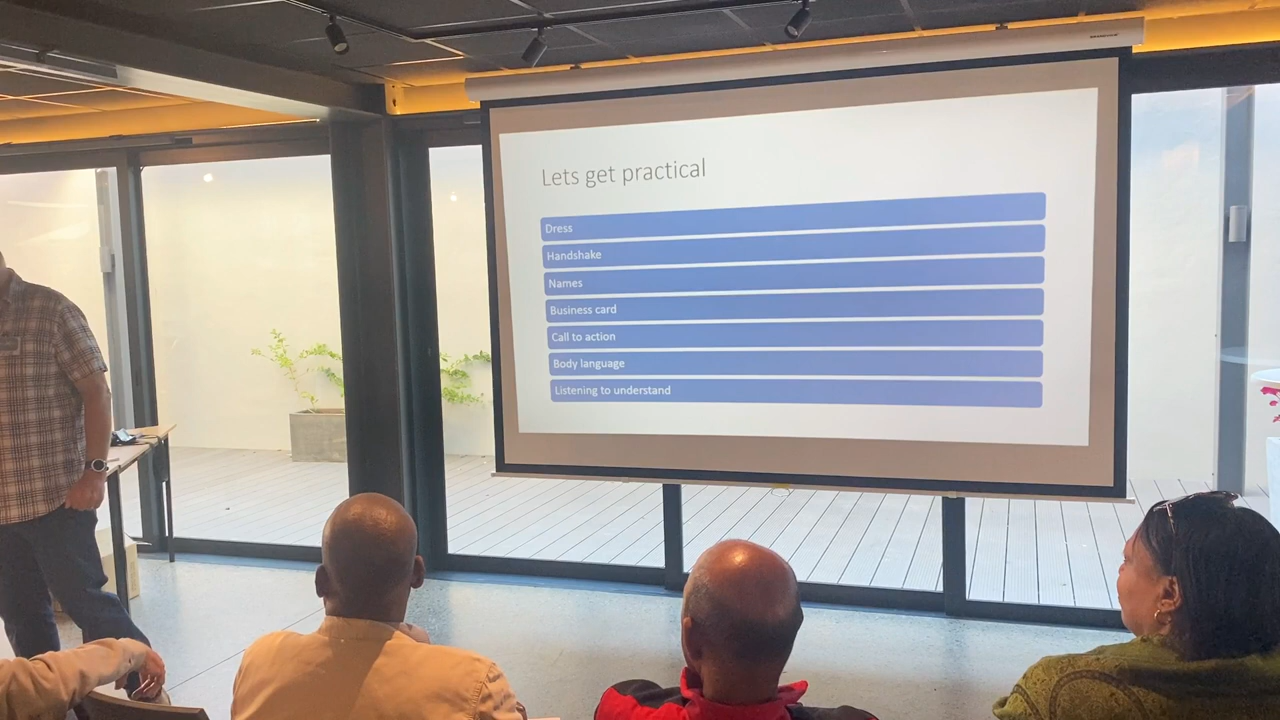 Lets get practical
Dress
Handshake
Names
Business card
Call to action
Body language
Listening to understand